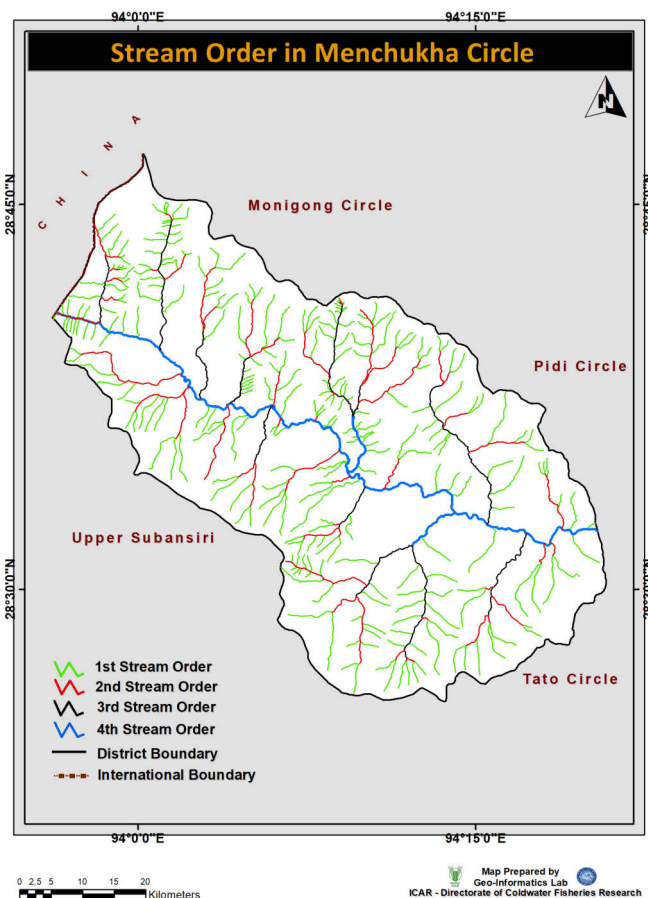 94°0'0"E
94°15'0"E
Stream Order in Menchukha Circle
N
CHINA
28°45'0"N
28°45'0"N
Monigong Circle
Pidi Circle
Upper Subansiri
Tato Circle
1st Stream Order
2nd Stream Order
3rd Stream Order
4th Stream Order
District Boundary
International Boundary
94°0'0"E
94°15'0"E
0 2.5 5 10 15 20
Kilometers
Map Prepared by
Geo-Informatics Lab
ICAR - Directorate of Coldwater Fisheries Research